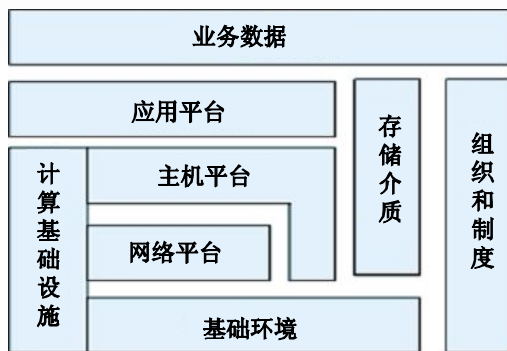 业务数据
应用平台
存储介质
组织和制度
计算基础设施
主机平台
网络平台
基础环境